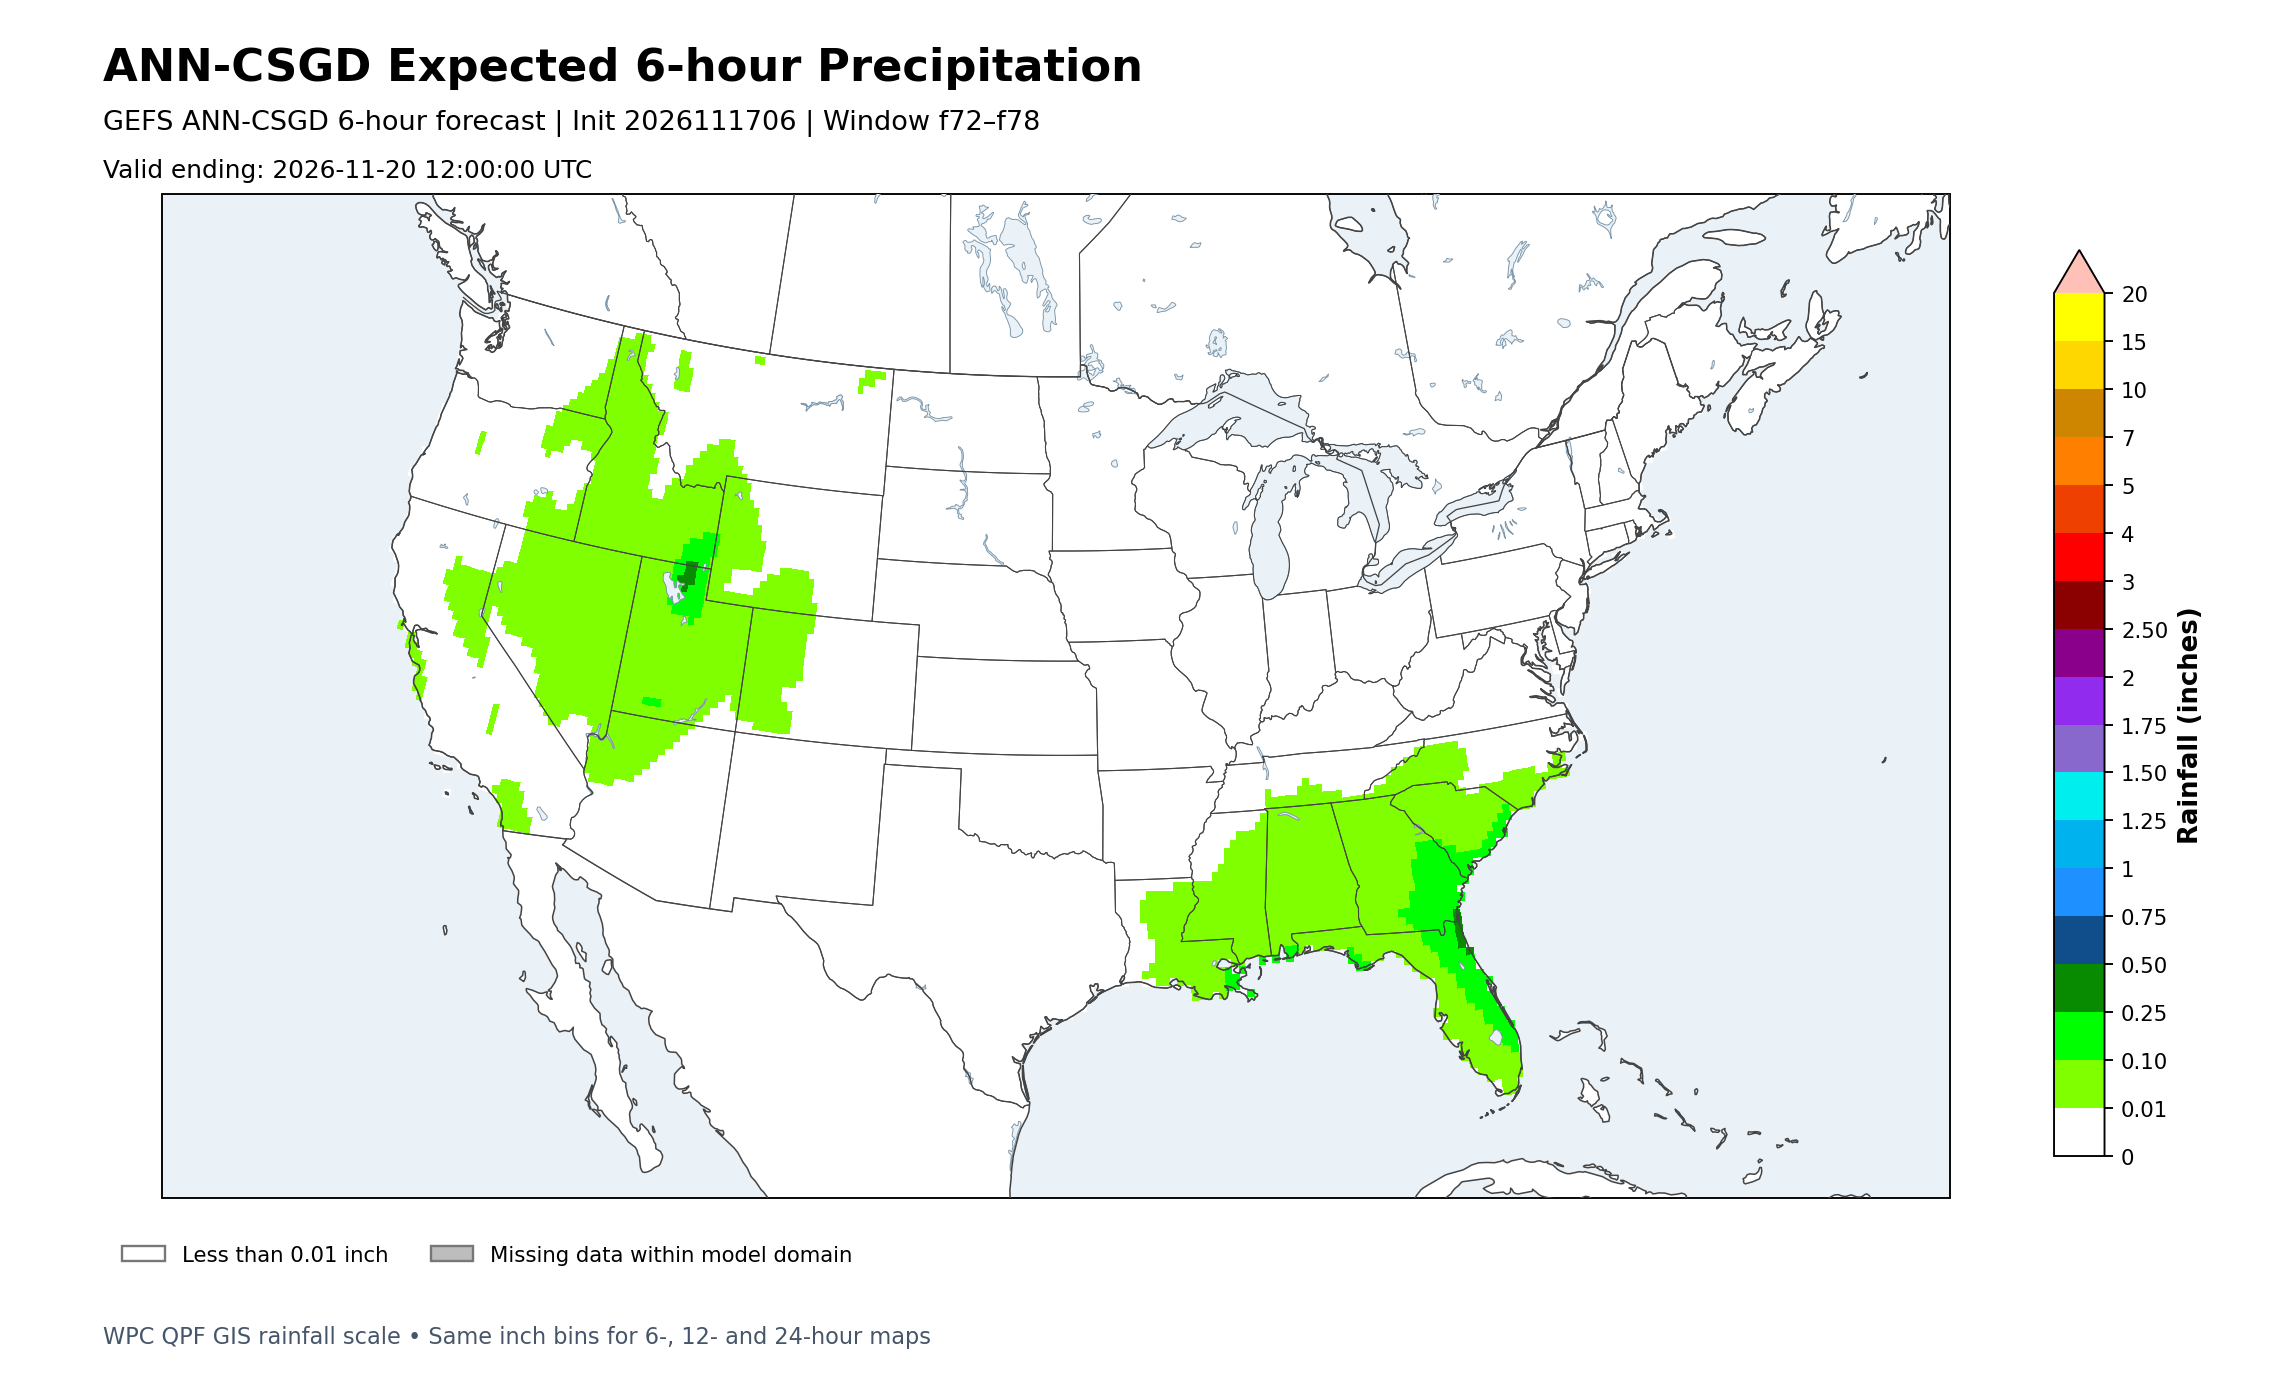 ANN-CSGD Expected 6-hour Precipitation
GEFS ANN-CSGD 6-hour forecast | Init 2026111706 | Window f72–f78
Valid ending: 2026-11-20 12:00:00 UTC
20
15
10
7
5
4
3
2.50
2
1.75
1.50
1.25
1
0.75
0.50
0.25
0.10
0.01
0
Rainfall (inches)
Less than 0.01 inch
Missing data within model domain
WPC QPF GIS rainfall scale • Same inch bins for 6-, 12- and 24-hour maps